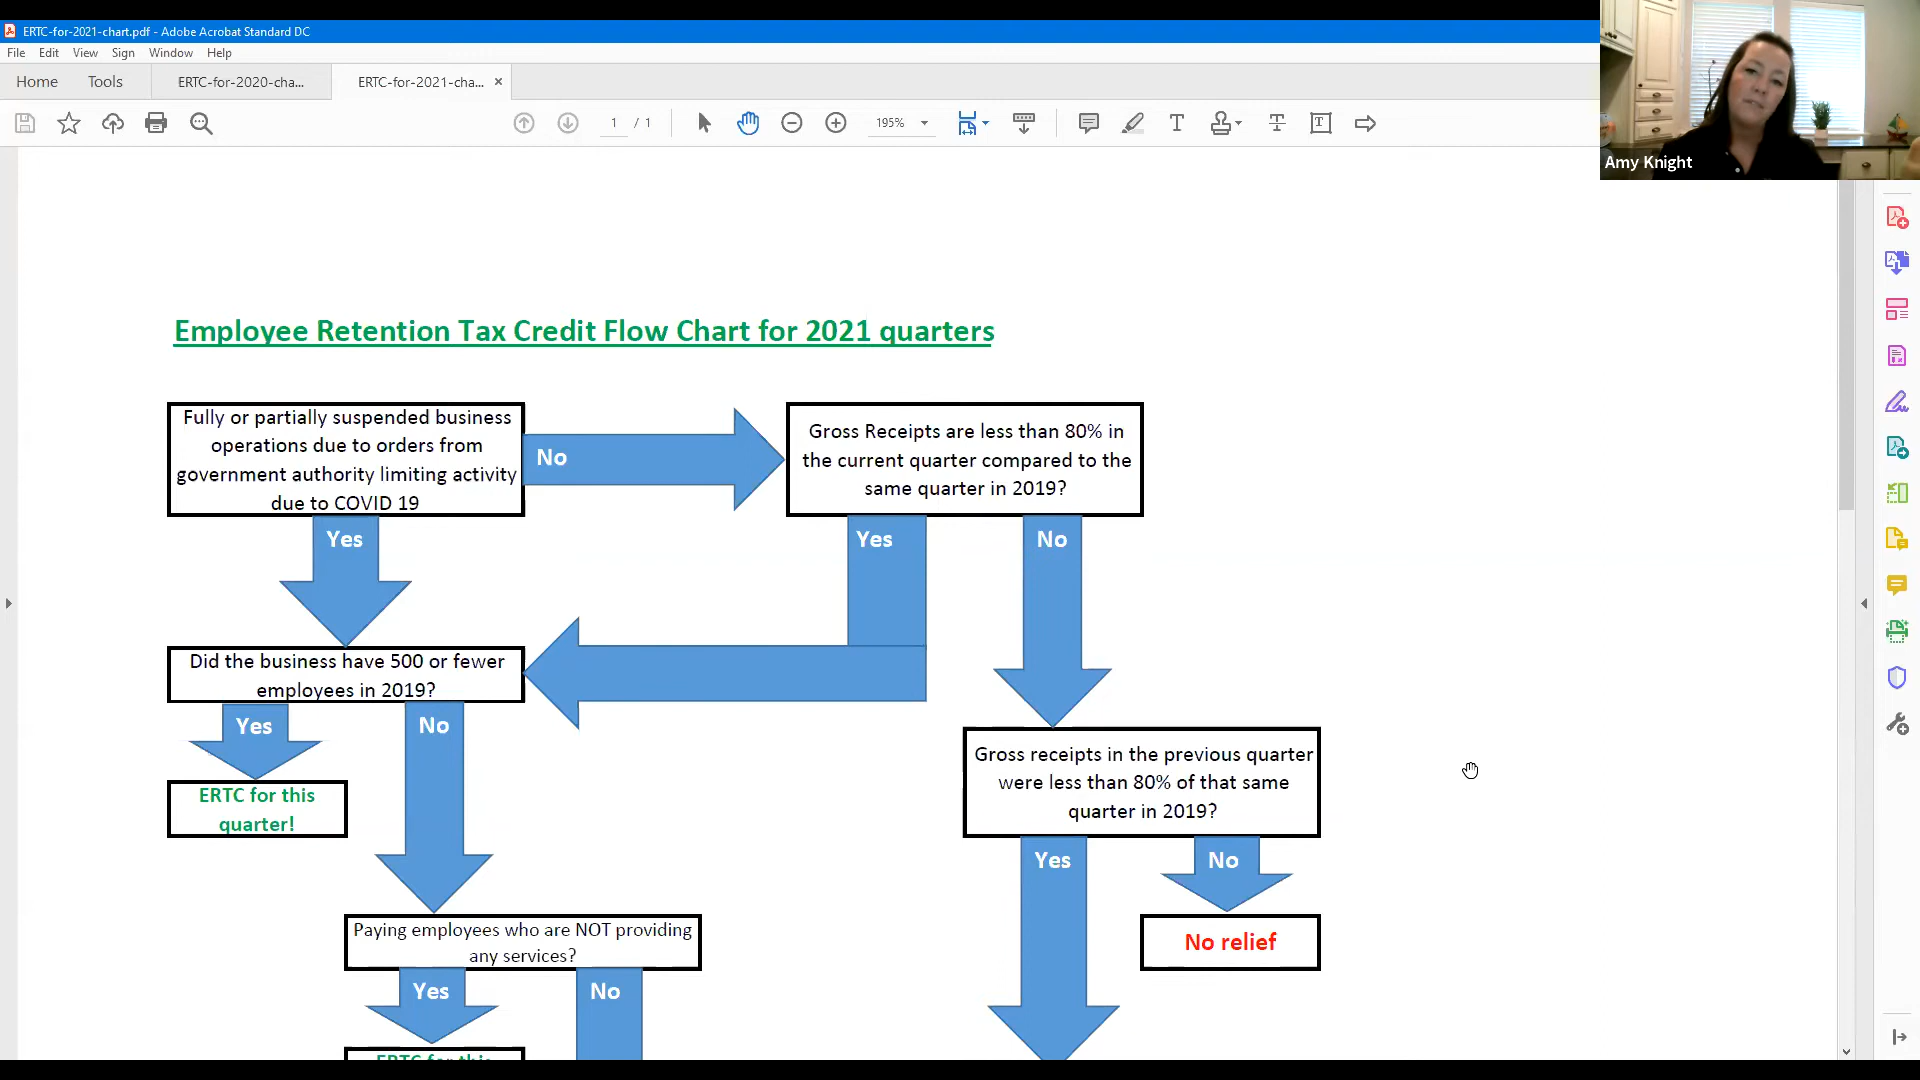 ERTC-for-2021-chart.pdf - Adobe Acrobat Standard DC
File Edit View Sign Window Help
Home Tools ERTC-for-2020-cha... ERTC-for-2021-cha... ×
1 / 1 195%
Amy Knight
Employee Retention Tax Credit Flow Chart for 2021 quarters
Fully or partially suspended business
operations due to orders from
government authority limiting activity
due to COVID 19
No
Gross Receipts are less than 80% in
the current quarter compared to the
same quarter in 2019?
Yes
Yes
No
Did the business have 500 or fewer
employees in 2019?
Yes
No
ERTC for this
quarter!
Gross receipts in the previous quarter
were less than 80% of that same
quarter in 2019?
Yes
No
No relief
Paying employees who are NOT providing
any services?
Yes
No
ERTC for this